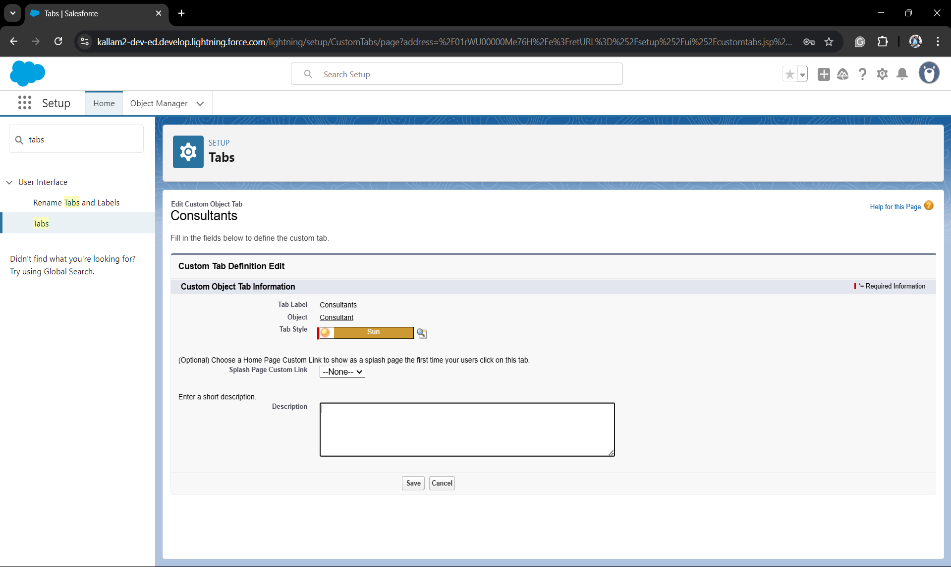 Tabs | Salesforce
kallam2-dev-ed.develop.lightning.force.com/lightning/setup/CustomTabs/page?address=%2F01rWU00000Me76H%2Fe%3FretURL%3D%252Fsetup%252Fui%252Fcustomtabs.jsp%2...
Search Setup
Setup
Home
Object Manager
tabs
User Interface
Rename Tabs and Labels
Tabs
Didn't find what you're looking for?
Try using Global Search.
SETUP
Tabs
Edit Custom Object Tab
Consultants
Help for this Page
Fill in the fields below to define the custom tab.
Custom Tab Definition Edit
Custom Object Tab Information
= Required Information
Tab Label Consultants
Object Consultant
Tab Style Sun
(Optional) Choose a Home Page Custom Link to show as a splash page the first time your users click on this tab.
Splash Page Custom Link --None--
Enter a short description.
Description
Save Cancel